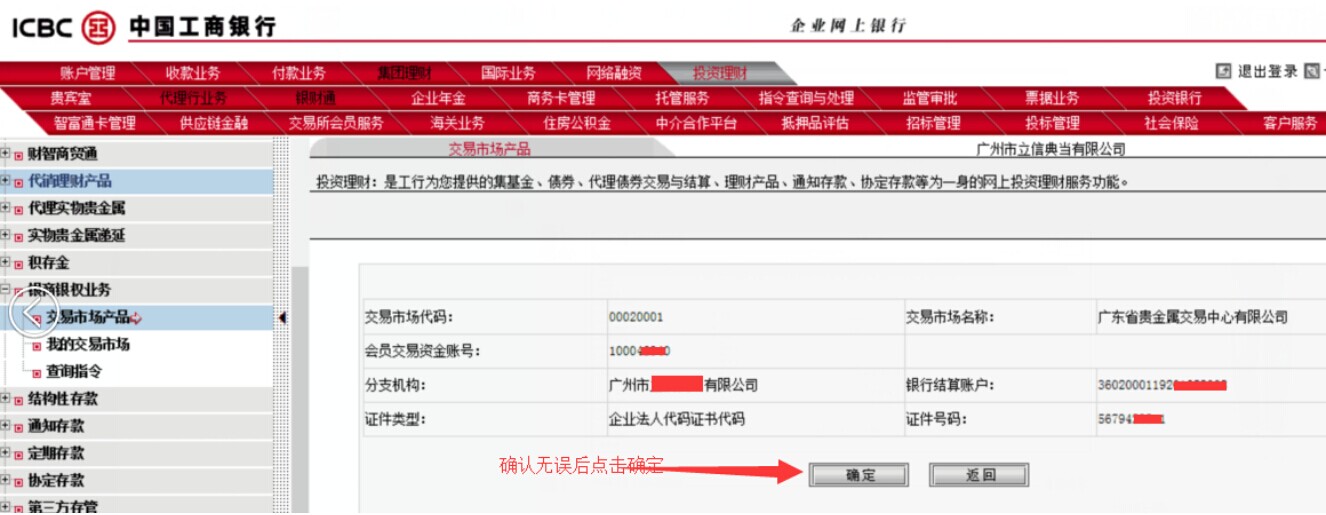 ICBC 中国工商银行
企业网上银行
账户管理 收款业务 付款业务 集团理财 国际业务 网络融资 投资理财 退出登录
贵宾室 代理行业务 银财通 企业年金 商务卡管理 托管服务 指令查询与处理 监管审批 票据业务 投资银行
智富通卡管理 供应链金融 交易所会员服务 海关业务 住房公积金 中介合作平台 抵押品评估 招标管理 投标管理 社会保险 客户服务
财智商贸通
代销理财产品
代理实物贵金属
实物贵金属递延
积存金
银商银权业务
交易市场产品
我的交易市场
查询指令
结构性存款
通知存款
定期存款
协定存款
第三方存管
交易市场产品 广州市立信典当有限公司
投资理财：是工行为您提供的集基金、债券、代理债券交易与结算、理财产品、通知存款、协定存款等为一身的网上投资理财服务功能。
交易市场代码： 00020001 交易市场名称： 广东省贵金属交易中心有限公司
会员交易资金账号： 10004 0
分支机构： 广州市 有限公司 银行结算账户： 360200011920
证件类型： 企业法人代码证书代码 证件号码： 56794 1
确认无误后点击确定
确定 返回